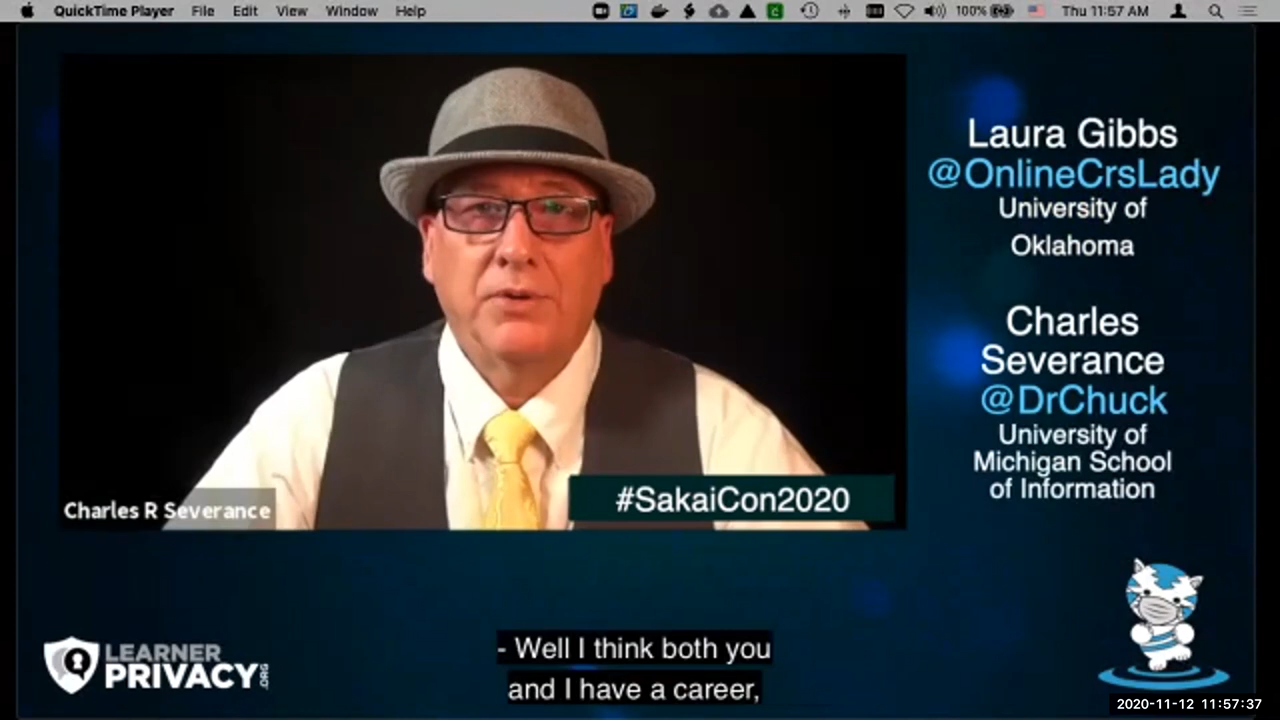 QuickTime Player File Edit View Window Help 100% Thu 11:57 AM
Laura Gibbs
@OnlineCrsLady
University of
Oklahoma
Charles
Severance
@DrChuck
University of
Michigan School
of Information
#SakaiCon2020
Charles R Severance
- Well I think both you
and I have a career,
LEARNER
PRIVACY.ORG
2020-11-12 11:57:37